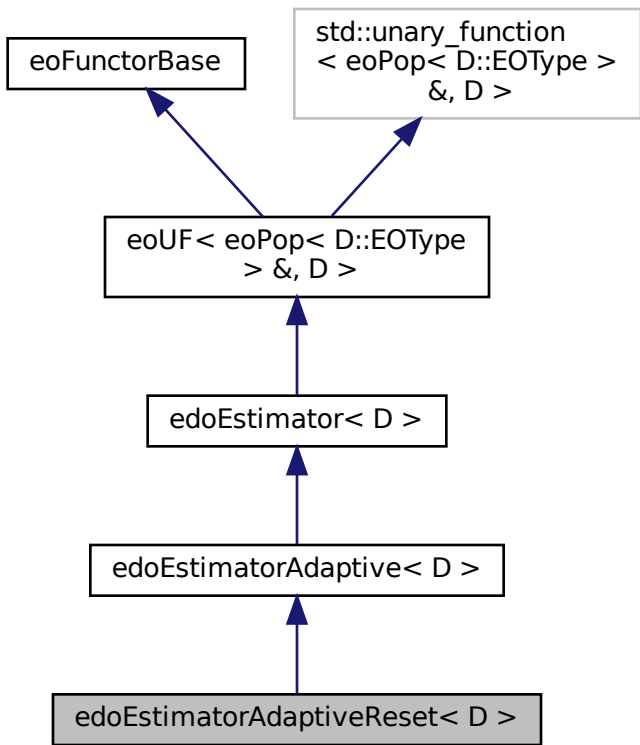 eoFunctorBase
std::unary_function
< eoPop< D::EOType >
&, D >
eoUF< eoPop< D::EOType
> &, D >
edoEstimator< D >
edoEstimatorAdaptive< D >
edoEstimatorAdaptiveReset< D >